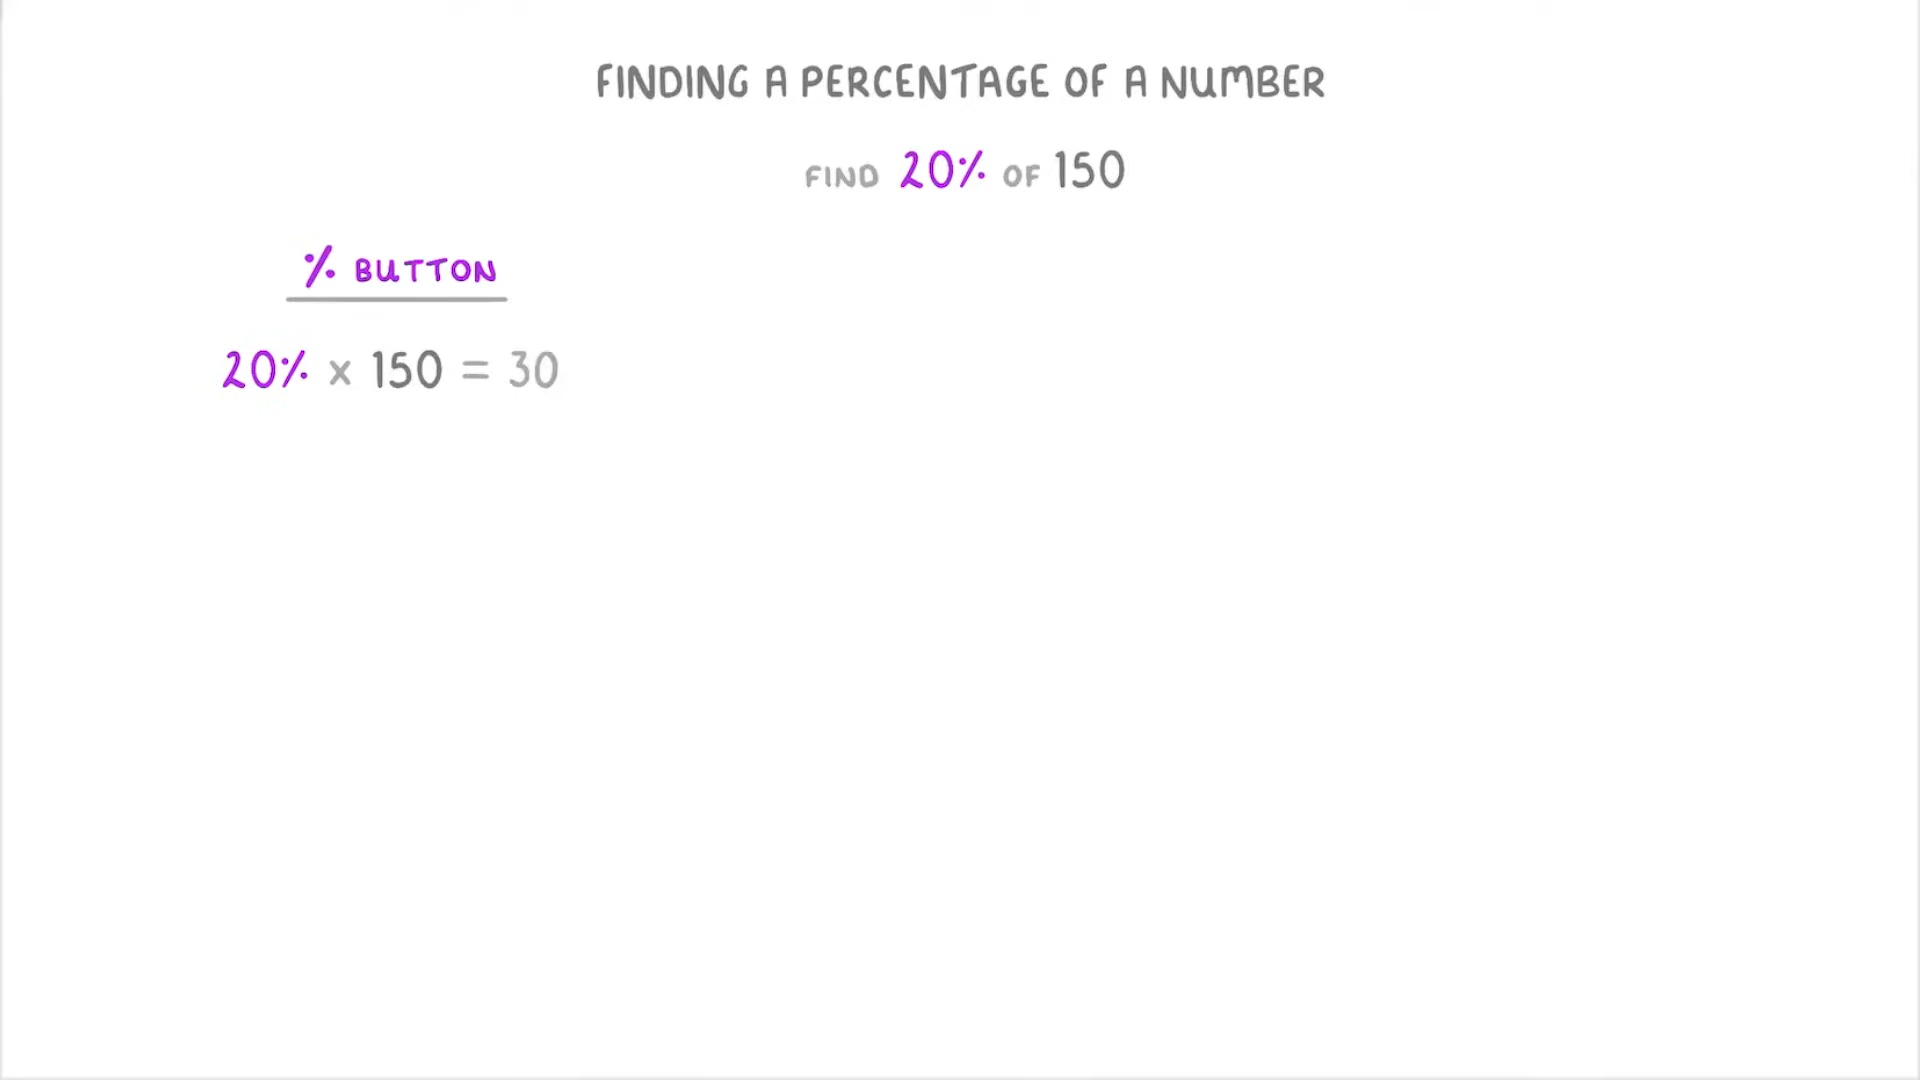 FINDING A PERCENTAGE OF A NUMBER
FIND 20% OF 150
% BUTTON
20% x 150 = 30